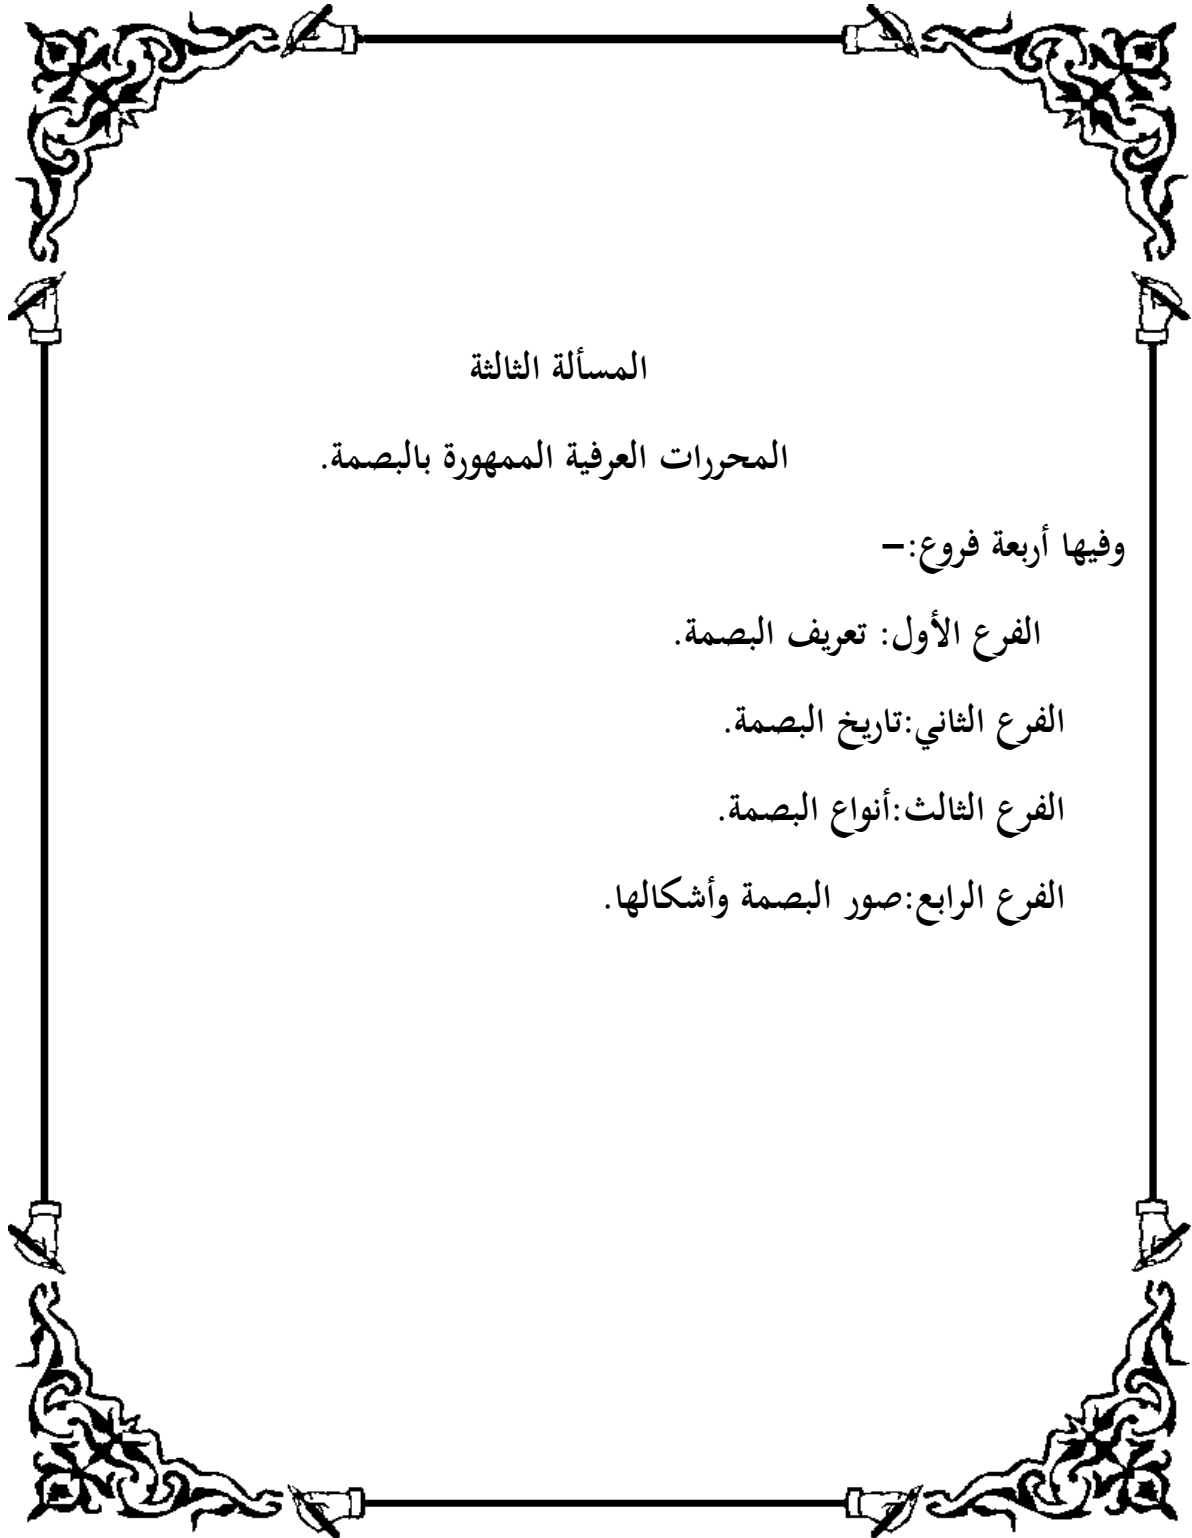 المسألة الثالثة
المحررات العرفية الممهورة بالبصمة.
وفيها أربعة فروع:–
الفرع الأول: تعريف البصمة.
الفرع الثاني:تاريخ البصمة.
الفرع الثالث:أنواع البصمة.
الفرع الرابع:صور البصمة وأشكالها.